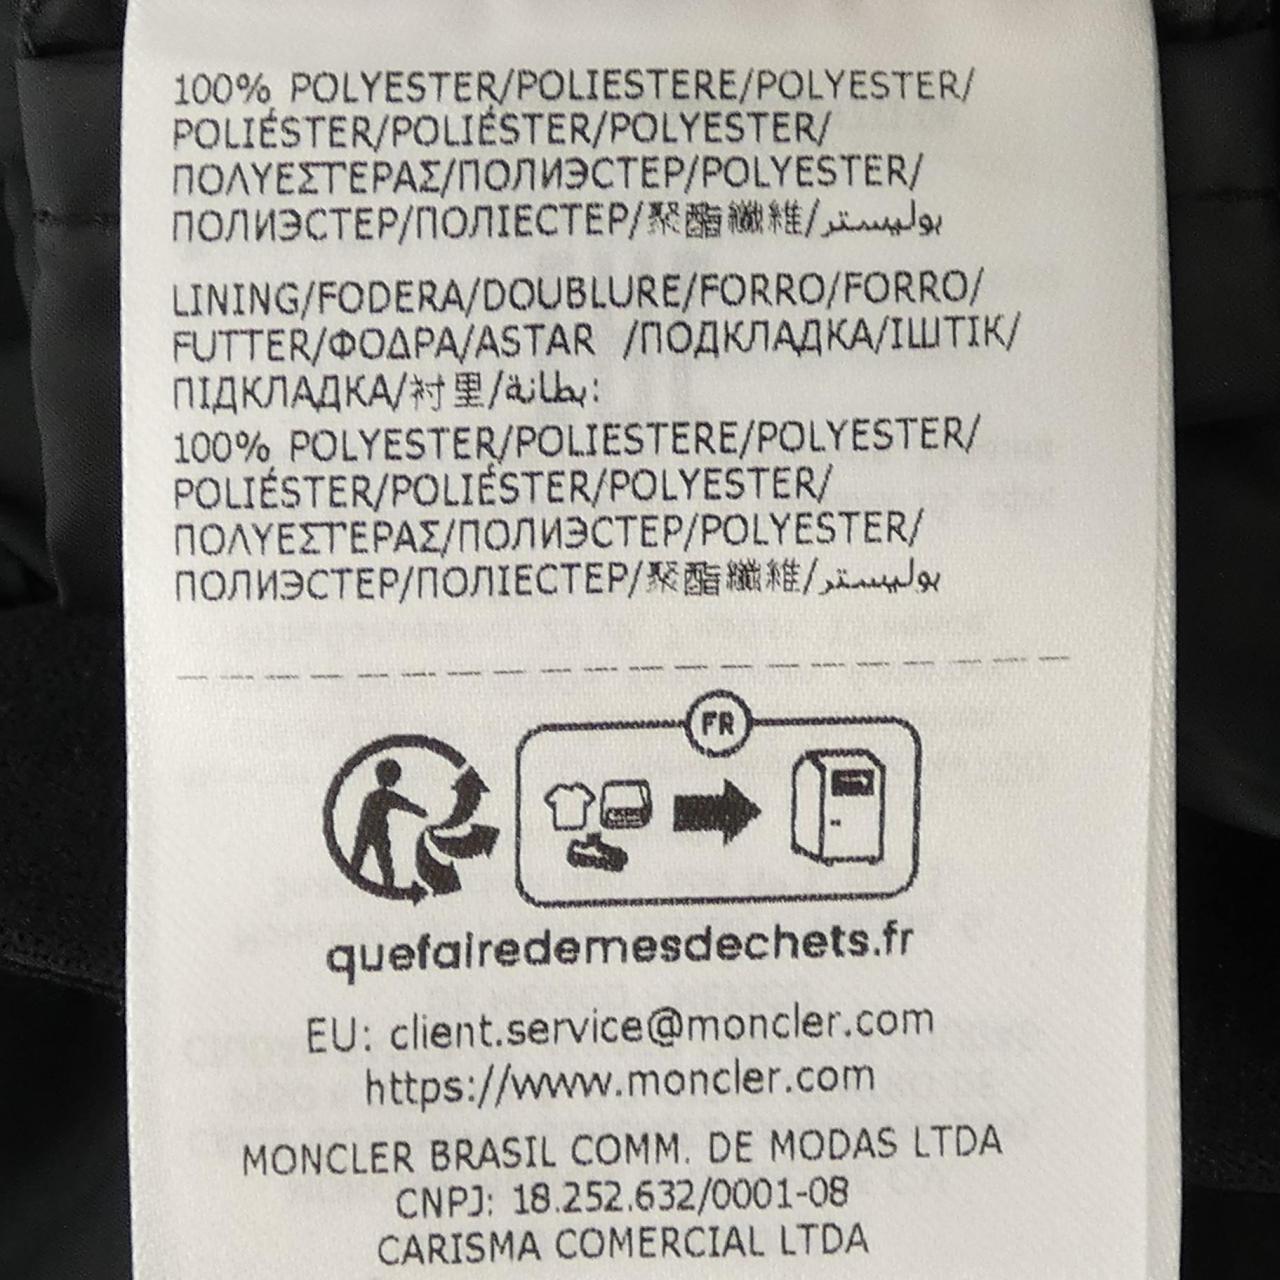 100% POLYESTER/POLIESTERE/POLYESTER/
POLIÉSTER/POLIÉSTER/POLYESTER/
ΠΟΛΥΕΣΤΕΡΑΣ/ПОЛИЭСТЕР/POLYESTER/
ПОЛИЭСТЕР/ПОЛІЕСТЕР/聚酯纖維/بوليستر
LINING/FODERA/DOUBLURE/FORRO/FORRO/
FUTTER/ΦΟΔΡΑ/ASTAR /ПОДКЛАДКА/ІШТІК/
ПІДКЛАДКА/衬里/بطانة:
100% POLYESTER/POLIESTERE/POLYESTER/
POLIÉSTER/POLIÉSTER/POLYESTER/
ΠΟΛΥΕΣΤΕΡΑΣ/ПОЛИЭСТЕР/POLYESTER/
ПОЛИЭСТЕР/ПОЛІЕСТЕР/聚酯纖維/بوليستر
FR
quefairedemesdechets.fr
EU: client.service@moncler.com
https://www.moncler.com
MONCLER BRASIL COMM. DE MODAS LTDA
CNPJ: 18.252.632/0001-08
CARISMA COMERCIAL LTDA